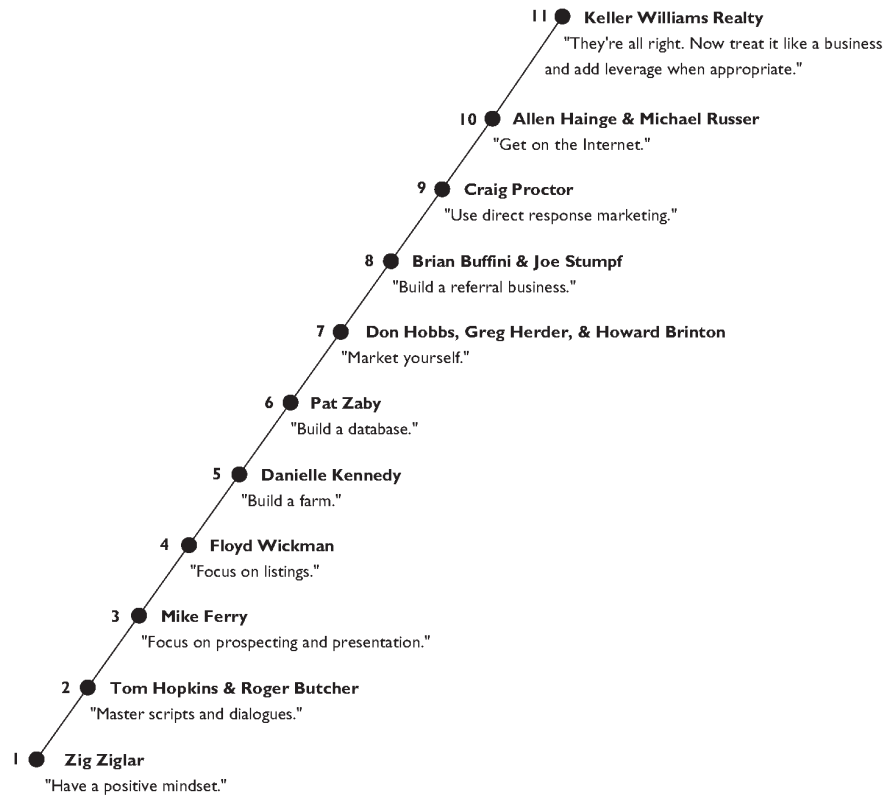 11 Keller Williams Realty
"They're all right. Now treat it like a business
and add leverage when appropriate."
10 Allen Hainge & Michael Russer
"Get on the Internet."
9 Craig Proctor
"Use direct response marketing."
8 Brian Buffini & Joe Stumpf
"Build a referral business."
7 Don Hobbs, Greg Herder, & Howard Brinton
"Market yourself."
6 Pat Zaby
"Build a database."
5 Danielle Kennedy
"Build a farm."
4 Floyd Wickman
"Focus on listings."
3 Mike Ferry
"Focus on prospecting and presentation."
2 Tom Hopkins & Roger Butcher
"Master scripts and dialogues."
1 Zig Ziglar
"Have a positive mindset."